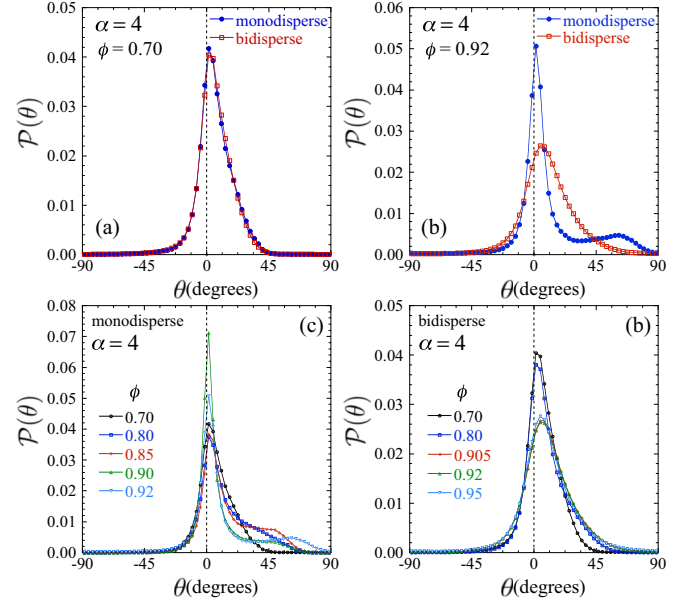 0.05
0.04
0.03
0.02
0.01
0.00
α = 4
ϕ = 0.70
monodisperse
bidisperse
𝒫(θ)
(a)
-90 -45 0 45 90
θ (degrees)
0.06
0.05
0.04
0.03
0.02
0.01
0.00
α = 4
ϕ = 0.92
monodisperse
bidisperse
𝒫(θ)
(b)
-90 -45 0 45 90
θ (degrees)
0.08
0.07
0.06
0.05
0.04
0.03
0.02
0.01
0.00
monodisperse
α = 4
(c)
ϕ
0.70
0.80
0.85
0.90
0.92
𝒫(θ)
-90 -45 0 45 90
θ (degrees)
0.05
0.04
0.03
0.02
0.01
0.00
bidisperse
α = 4
(b)
ϕ
0.70
0.80
0.905
0.92
0.95
𝒫(θ)
-90 -45 0 45 90
θ (degrees)